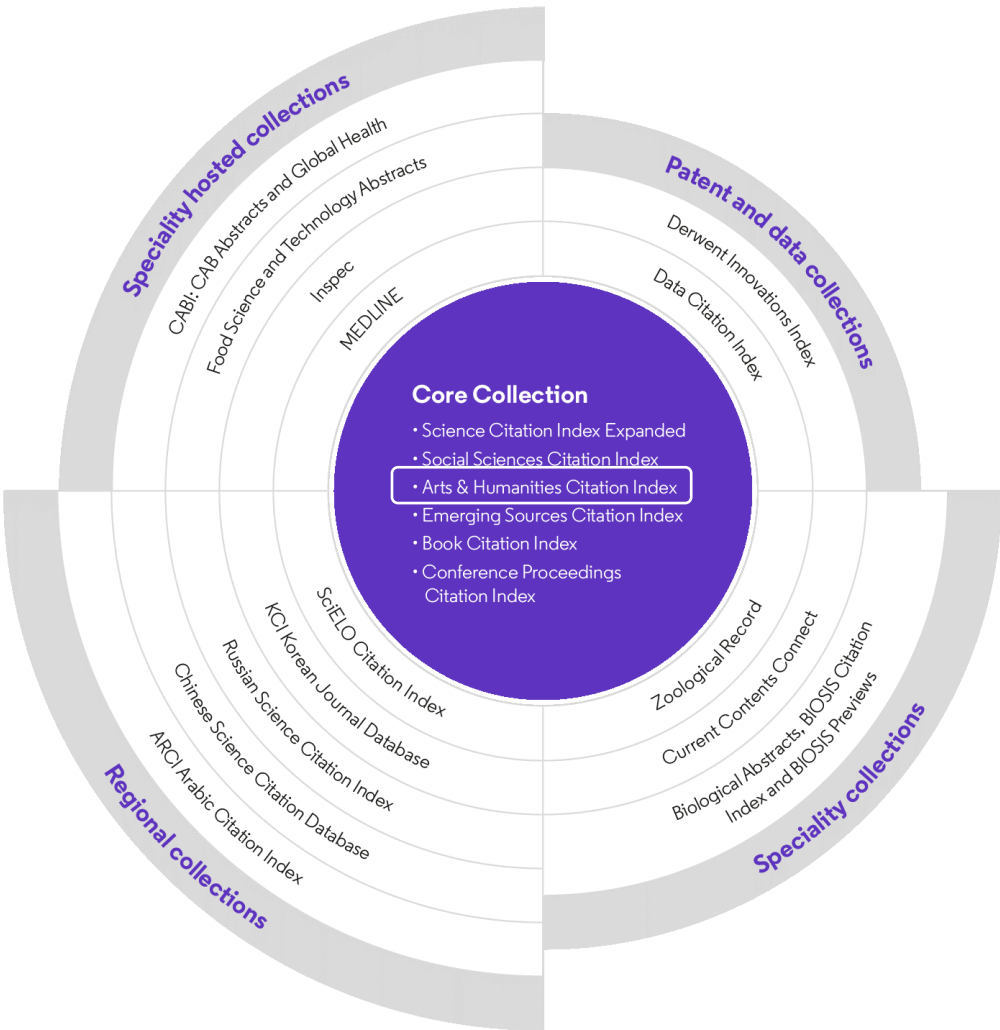 Speciality hosted collections
CABI: CAB Abstracts and Global Health
Food Science and Technology Abstracts
Inspec
MEDLINE
Patent and data collections
Derwent Innovations Index
Data Citation Index
Core Collection
• Science Citation Index Expanded
• Social Sciences Citation Index
• Arts & Humanities Citation Index
• Emerging Sources Citation Index
• Book Citation Index
• Conference Proceedings
Citation Index
SciELO Citation Index
KCI Korean Journal Database
Russian Science Citation Index
Chinese Science Citation Database
ARCI Arabic Citation Index
Regional collections
Zoological Record
Current Contents Connect
Biological Abstracts, BIOSIS Citation
Index and BIOSIS Previews
Speciality collections